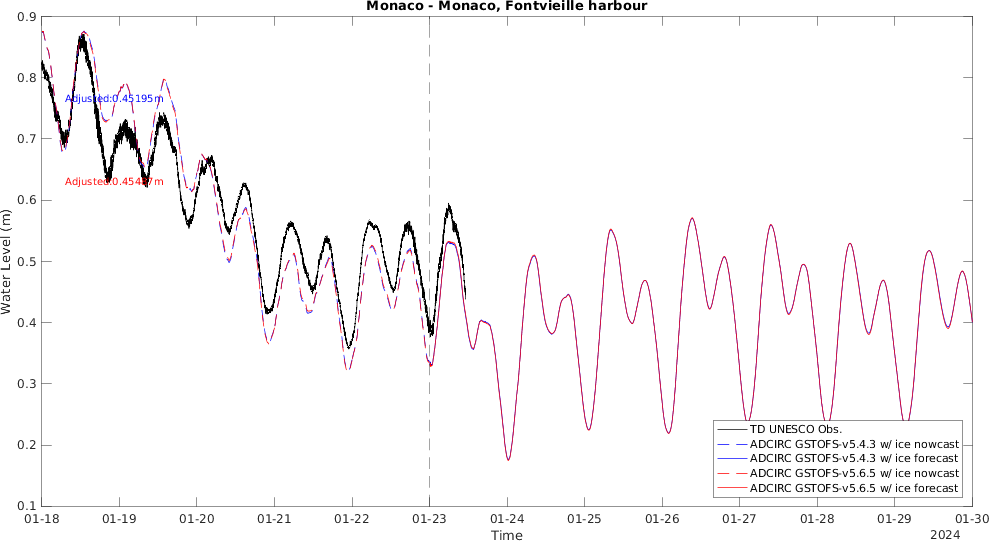 Monaco - Monaco, Fontvieille harbour
Water Level (m)
0.9
0.8
0.7
0.6
0.5
0.4
0.3
0.2
0.1
Adjusted:0.45195m
TD UNESCO Obs.
ADCIRC GSTOFS-v5.4.3 w/ ice nowcast
ADCIRC GSTOFS-v5.4.3 w/ ice forecast
ADCIRC GSTOFS-v5.6.5 w/ ice nowcast
ADCIRC GSTOFS-v5.6.5 w/ ice forecast
01-18 01-19 01-20 01-21 01-22 01-23 01-24 01-25 01-26 01-27 01-28 01-29 01-30
Time
2024